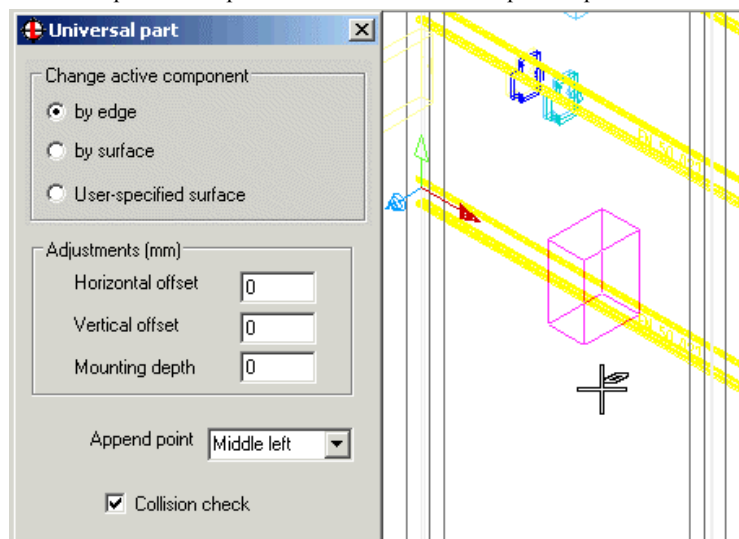 Universal part
Change active component
by edge
by surface
User-specified surface
Adjustments (mm)
Horizontal offset 0
Vertical offset 0
Mounting depth 0
Append point Middle left
Collision check